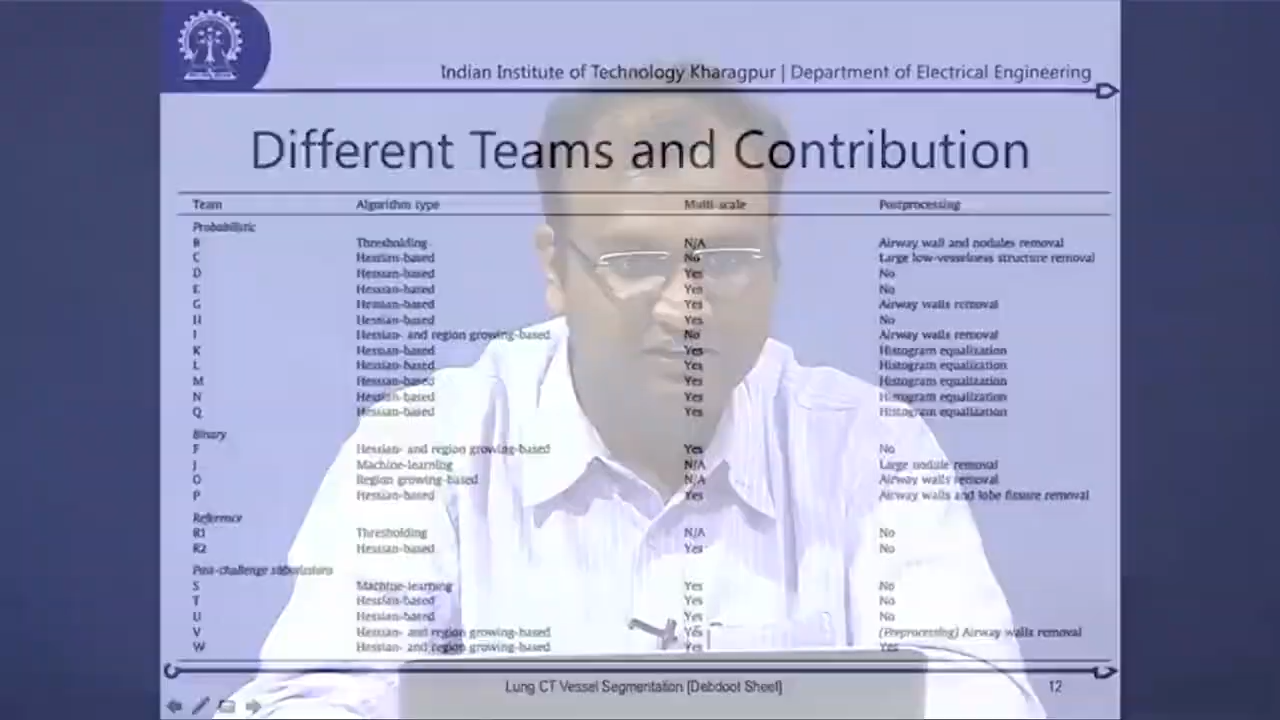 Indian Institute of Technology Kharagpur | Department of Electrical Engineering
Different Teams and Contribution
Team Algorithm type Multi-scale Postprocessing
Probabilistic
B Thresholding N/A Airway wall and nodules removal
C Hessian-based No Large low-vesselness structure removal
D Hessian-based Yes No
E Hessian-based Yes No
G Hessian-based Yes Airway walls removal
H Hessian-based Yes No
I Hessian- and region growing-based No Airway walls removal
K Hessian-based Yes Histogram equalization
L Hessian-based Yes Histogram equalization
M Hessian-based Yes Histogram equalization
N Hessian-based Yes Histogram equalization
Q Hessian-based Yes Histogram equalization
Binary
F Hessian- and region growing-based Yes No
J Machine-learning N/A Large nodule removal
O Region growing-based N/A Airway walls removal
P Hessian-based Yes Airway walls and lobe fissure removal
Reference
R1 Thresholding N/A No
R2 Hessian-based Yes No
Post-challenge submissions
S Machine-learning Yes No
T Hessian-based Yes No
U Hessian-based Yes No
V Hessian- and region growing-based Yes (Preprocessing) Airway walls removal
W Hessian- and region growing-based Yes Yes
Lung CT Vessel Segmentation [Debdoot Sheet] 12